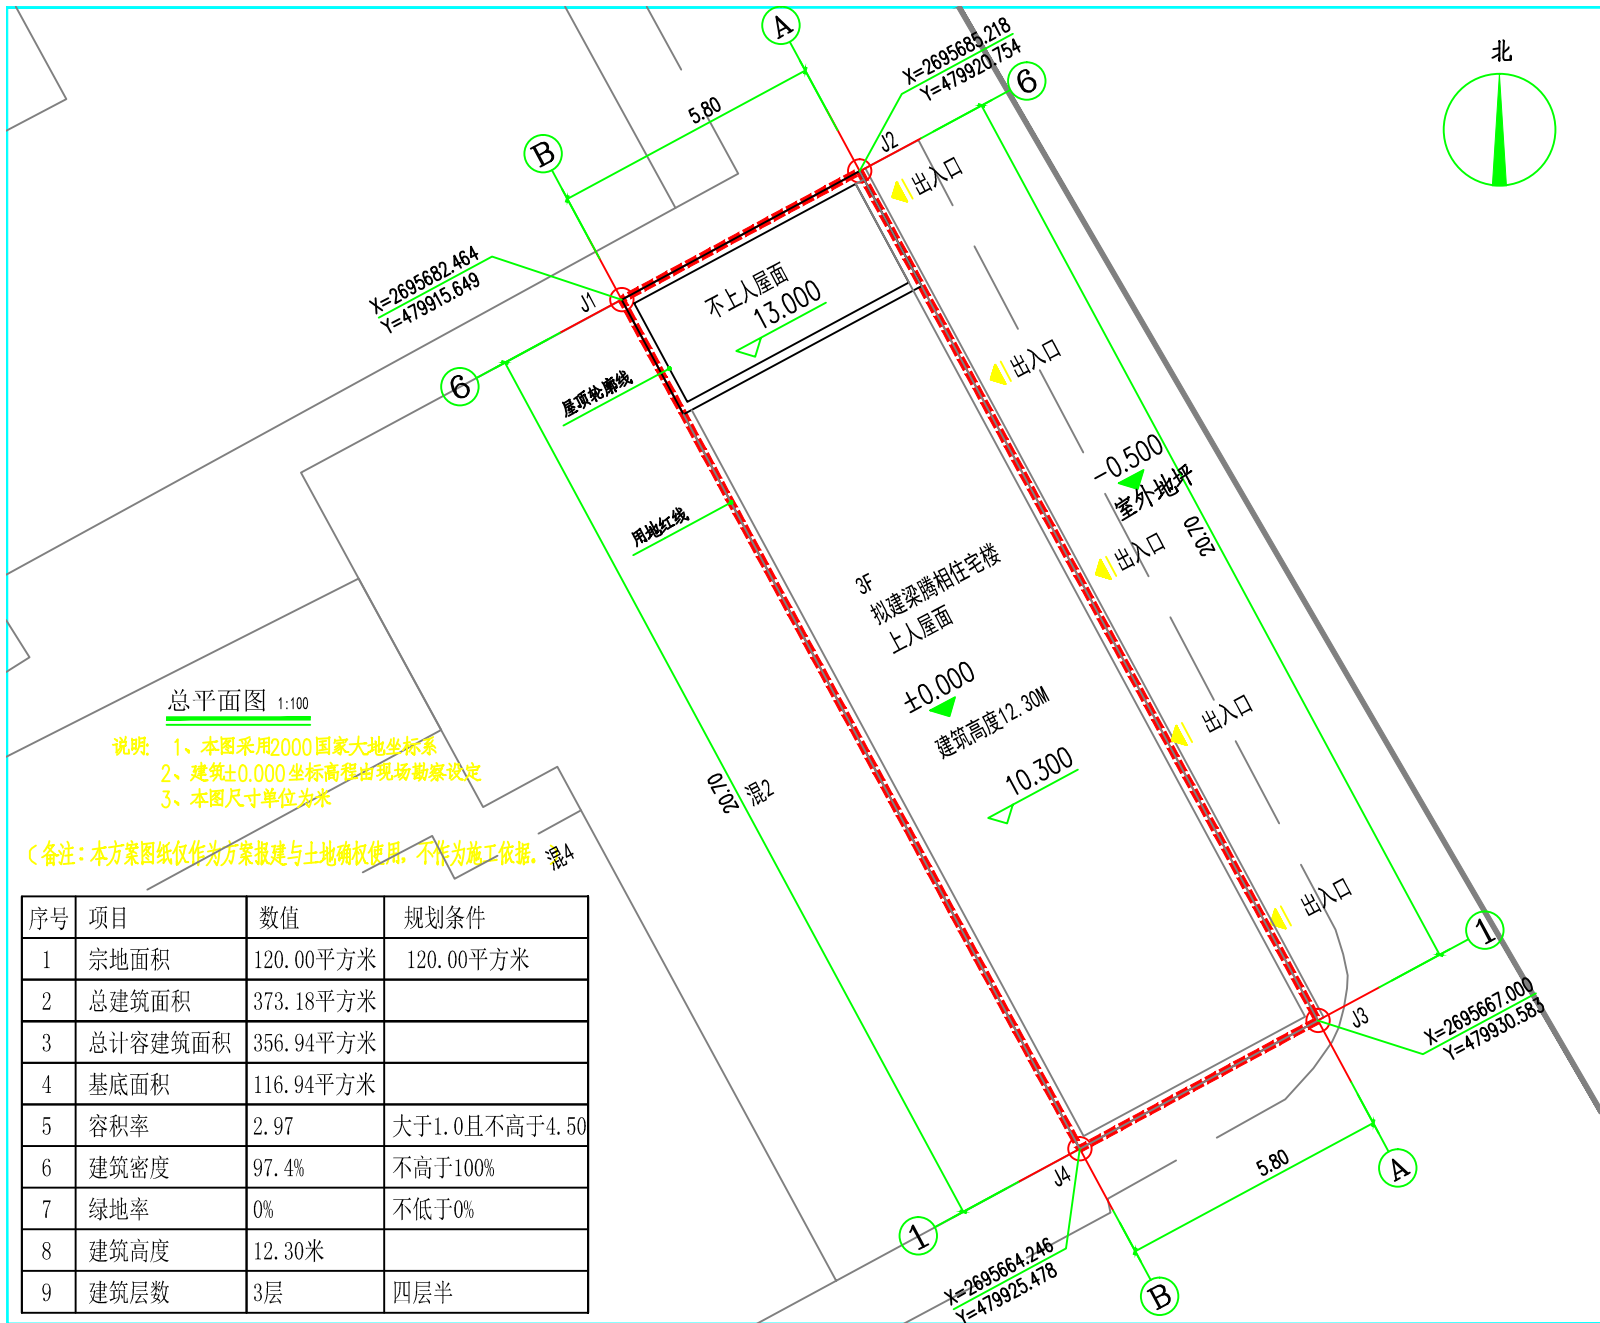 北
A
X=2695685.218
Y=479920.754
6
5.80
J2
B
出入口
X=2695682.464
Y=479915.649
J1
不上人屋面
13.000
出入口
6
屋顶轮廓线
-0.500
室外地坪
用地红线
20.70
出入口
3F
拟建梁腾相住宅楼
上人屋面
±0.000
建筑高度12.30M
出入口
10.300
20.70
混2
总平面图 1:100
说明: 1、本图采用2000国家大地坐标系
2、建筑±0.000坐标高程由现场勘察设定
3、本图尺寸单位为米
(备注:本方案图纸仅作为方案报建与土地确权使用，不作为施工依据。
混4
出入口
1
J3
X=2695667.000
Y=479930.583
序号 项目 数值 规划条件
1 宗地面积 120.00平方米 120.00平方米
2 总建筑面积 373.18平方米
3 总计容建筑面积 356.94平方米
4 基底面积 116.94平方米
5 容积率 2.97 大于1.0且不高于4.50
6 建筑密度 97.4% 不高于100%
7 绿地率 0% 不低于0%
8 建筑高度 12.30米
9 建筑层数 3层 四层半
J4
5.80
A
1
X=2695664.246
Y=479925.478
B